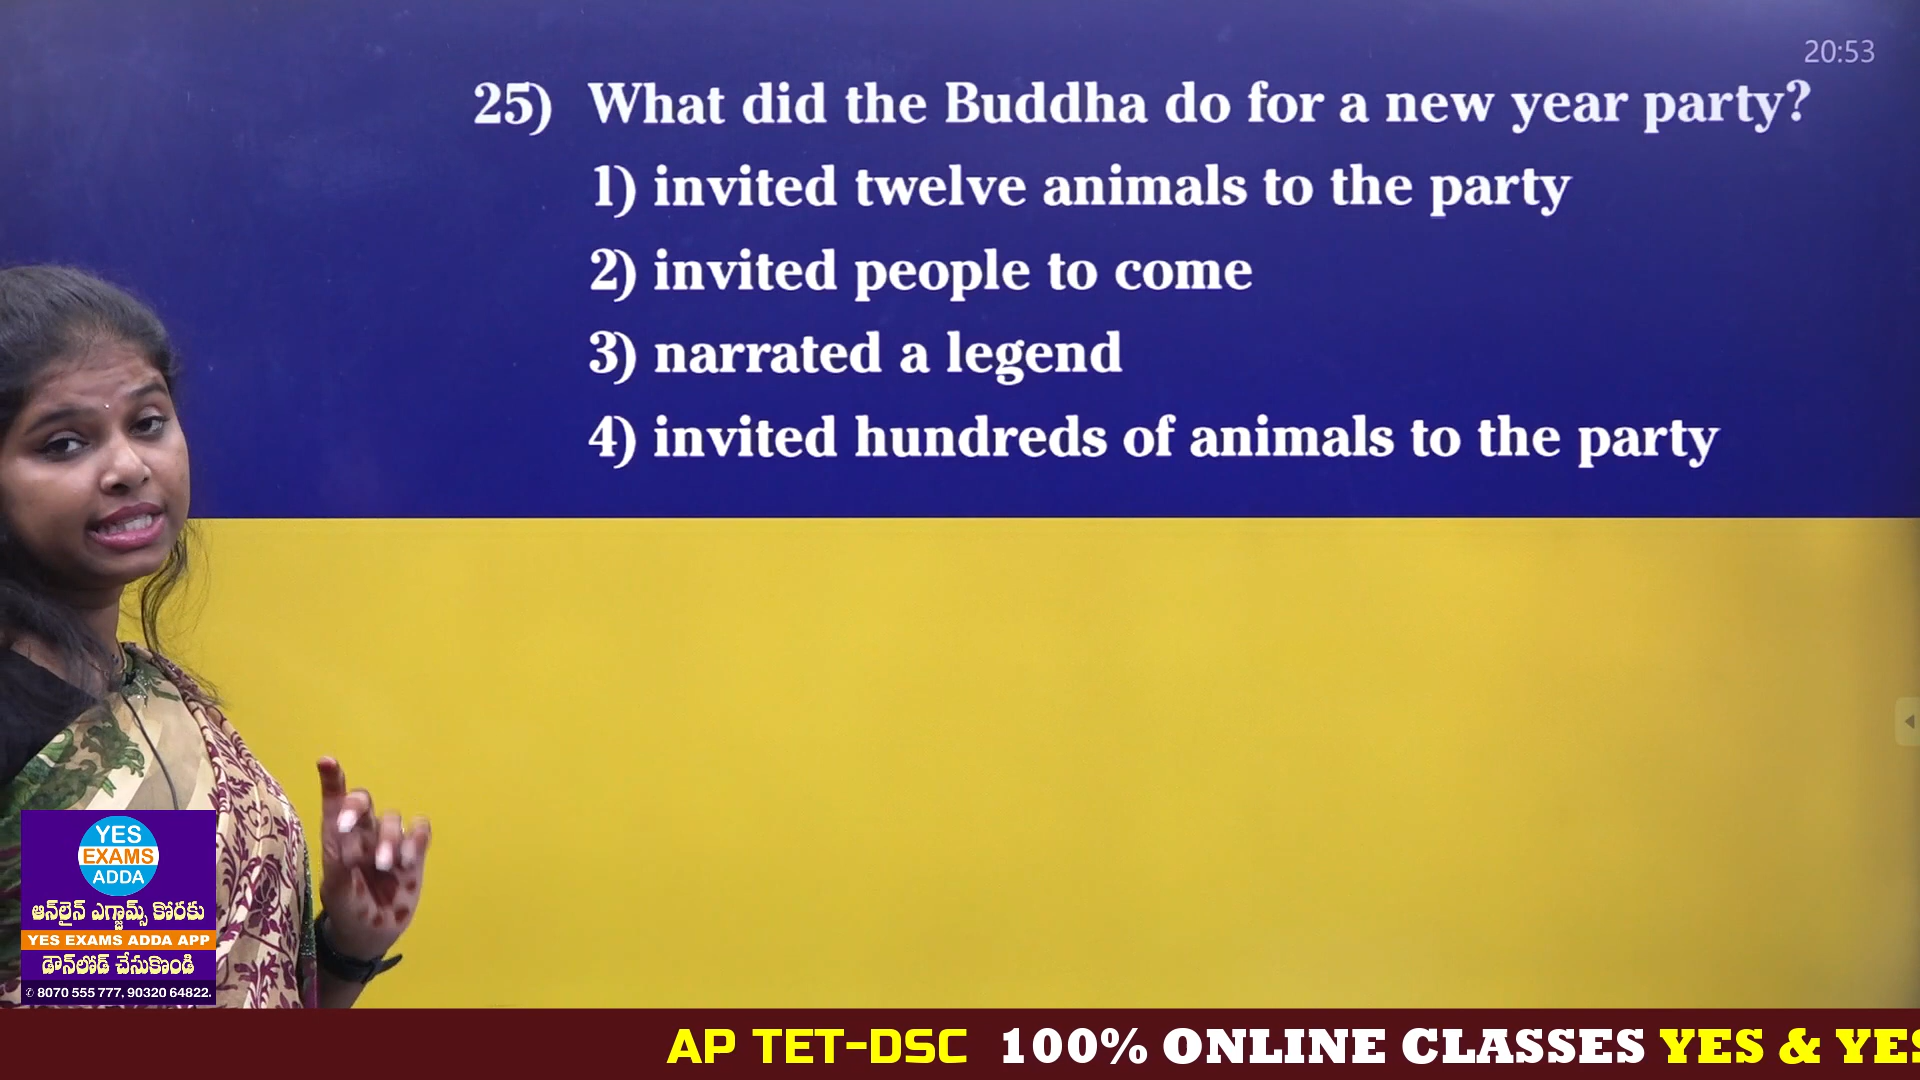 20:53
25) What did the Buddha do for a new year party?
1) invited twelve animals to the party
2) invited people to come
3) narrated a legend
4) invited hundreds of animals to the party
YES
EXAMS
ADDA
ఆన్‌లైన్ ఎగ్జామ్స్ కోరకు
YES EXAMS ADDA APP
డౌన్‌లోడ్ చేసుకొండి
✆ 8070 555 777, 90320 64822.
AP TET-DSC 100% ONLINE CLASSES YES & YES